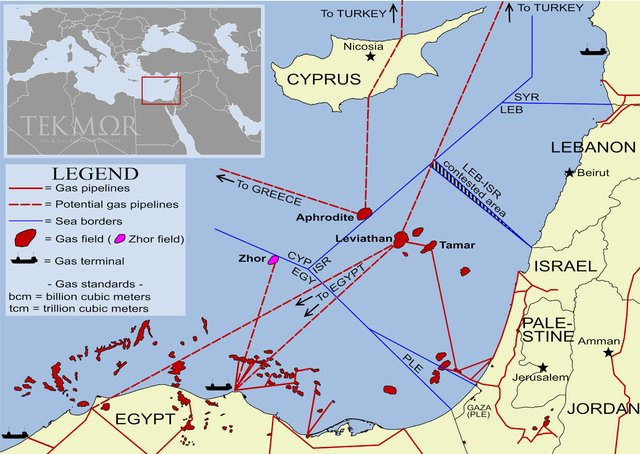 To TURKEY
To TURKEY
Nicosia
CYPRUS
TEKMOR
SYR
LEB
LEBANON
Beirut
LEB-ISR
contested area
LEGEND
= Gas pipelines
= Potential gas pipelines
= Sea borders
= Gas field ( Zhor field)
= Gas terminal
- Gas standards -
bcm = billion cubic meters
tcm = trillion cubic meters
To GREECE
Aphrodite
Leviathan
Tamar
Zhor
CYP
ISR
EGY
To EGYPT
ISRAEL
PALE-
STINE
Amman
Jerusalem
PLE
GAZA
(PLE)
JORDAN
EGYPT